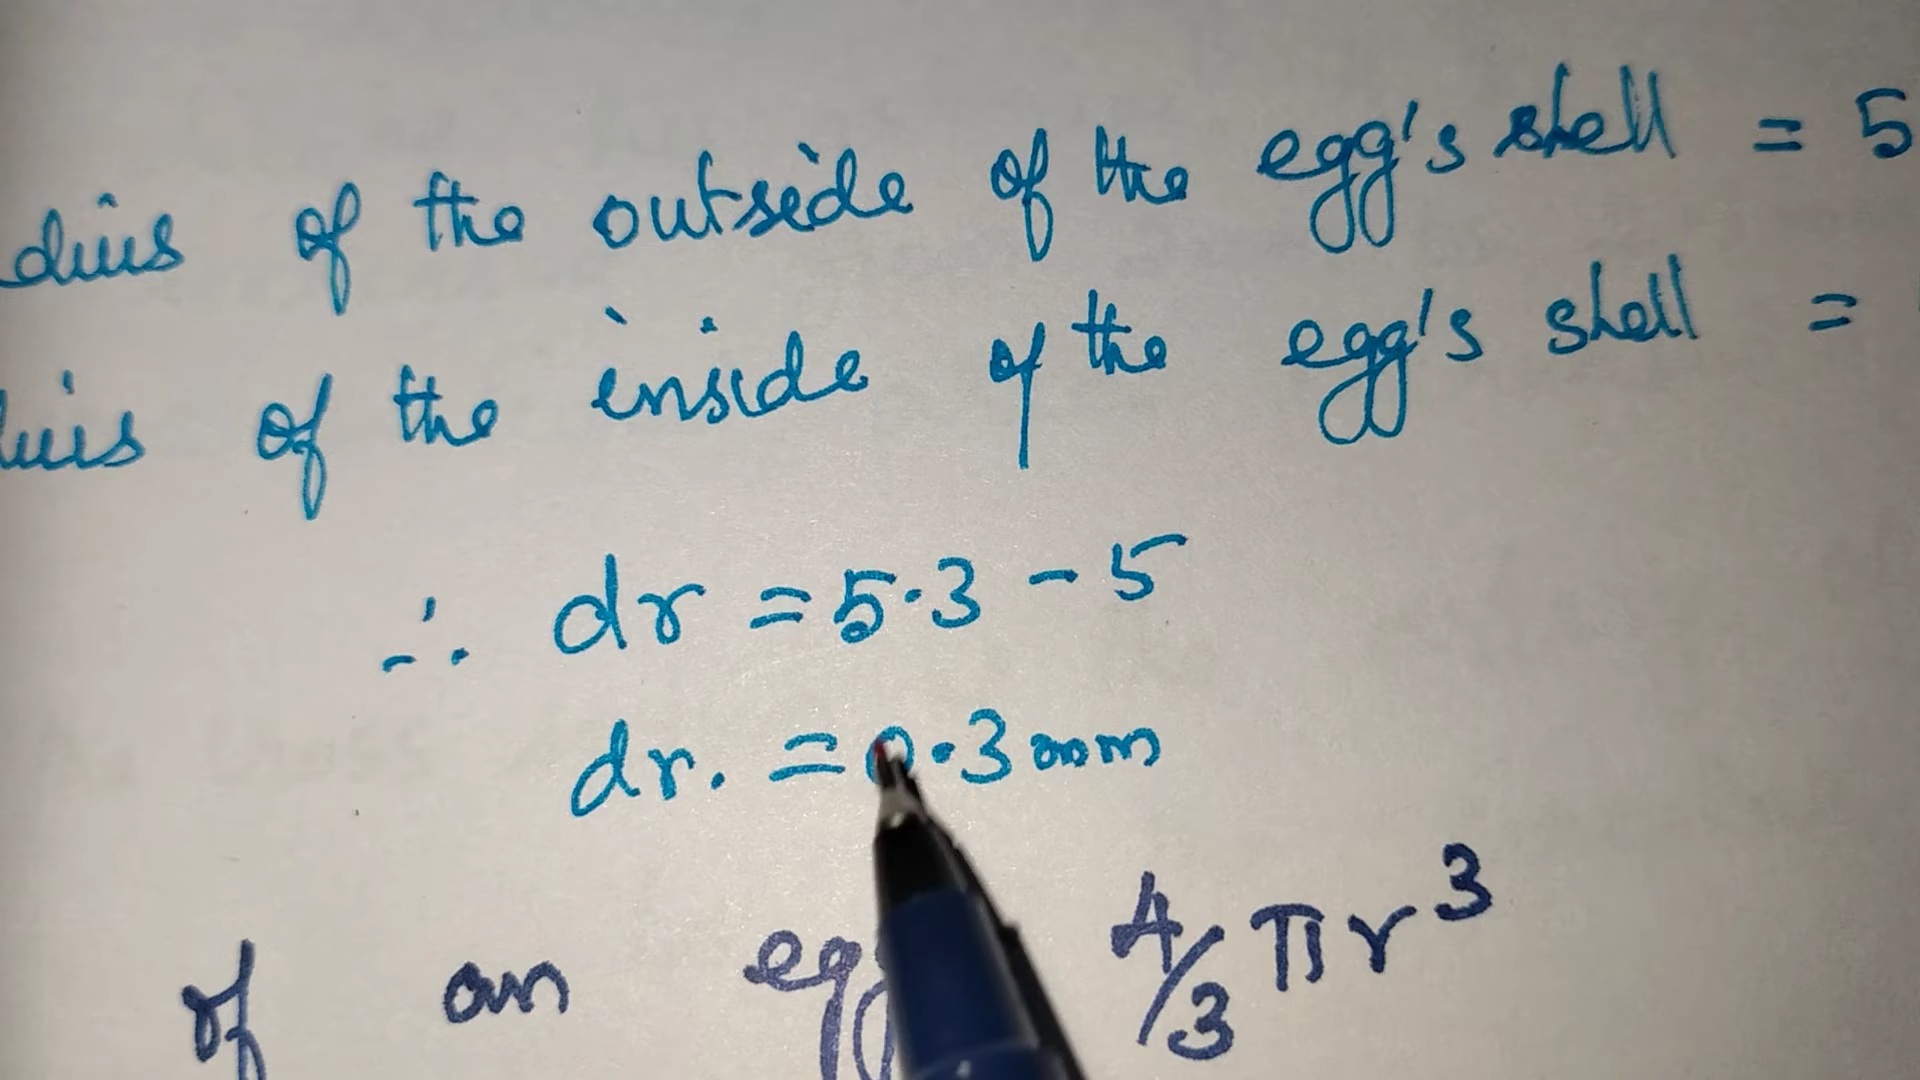 dius of the outside of the egg's shell = 5
ius of the inside of the egg's shell =
∴ dr = 5.3 - 5
dr. = 0.3 mm
of an 4/3 πr³